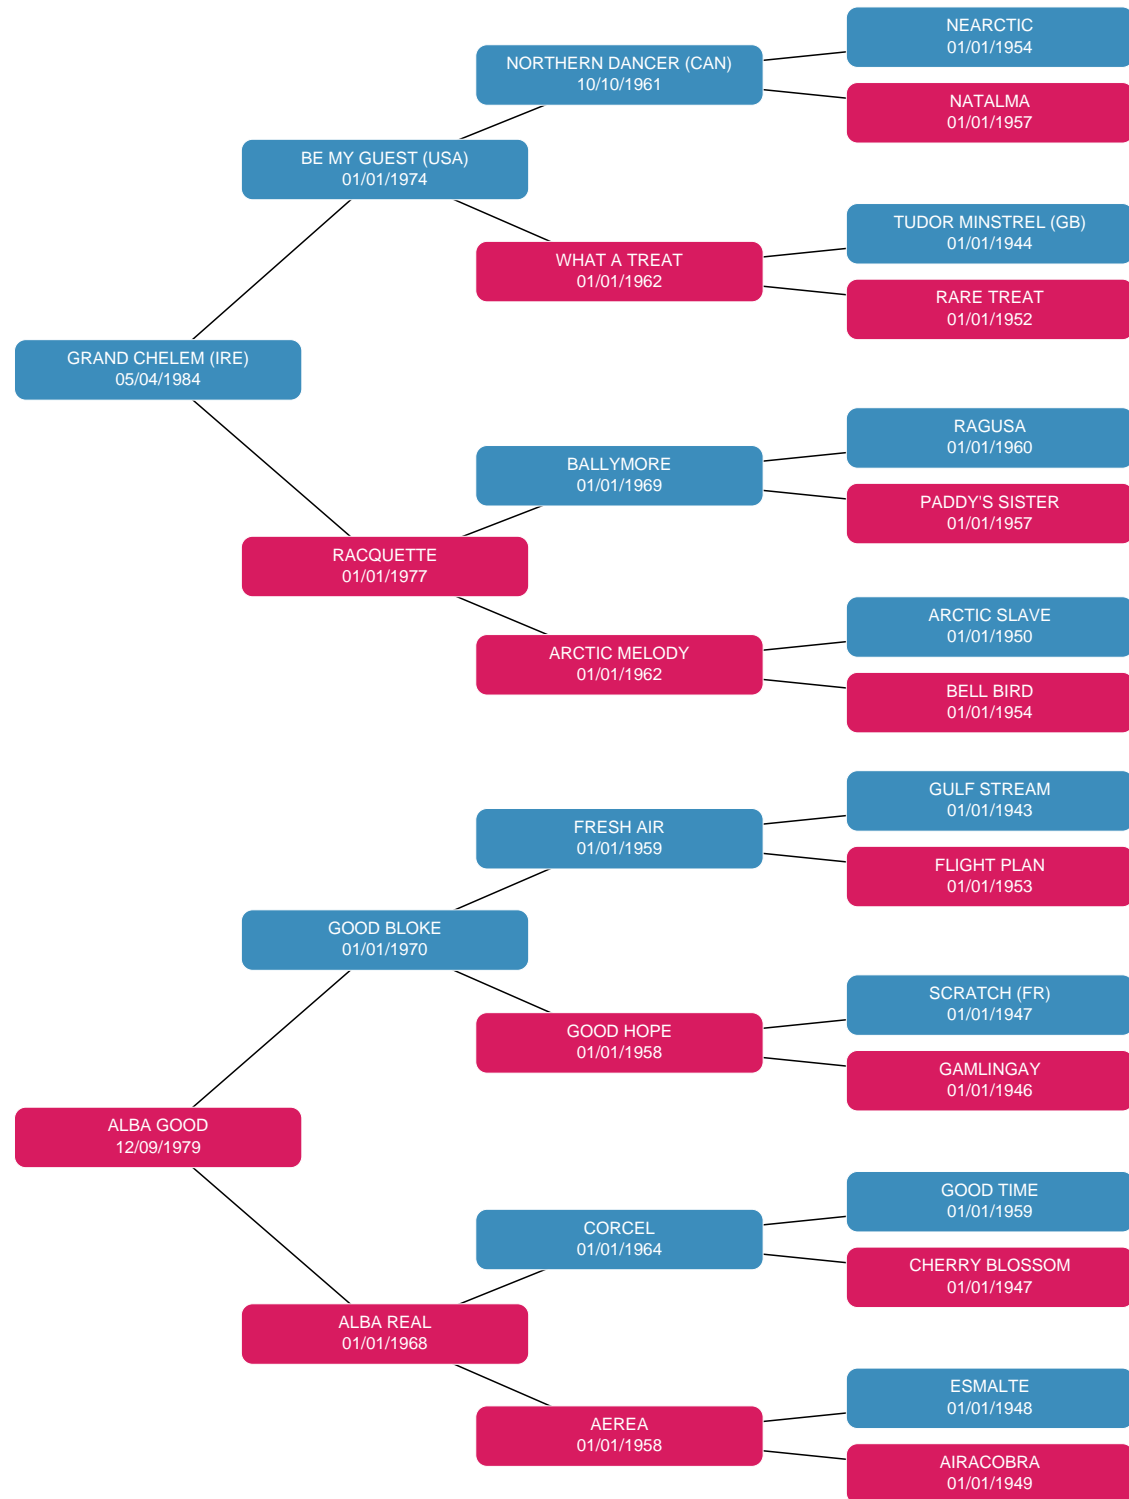 NEARCTIC
01/01/1954
NORTHERN DANCER (CAN)
10/10/1961
NATALMA
01/01/1957
BE MY GUEST (USA)
01/01/1974
TUDOR MINSTREL (GB)
01/01/1944
WHAT A TREAT
01/01/1962
RARE TREAT
01/01/1952
GRAND CHELEM (IRE)
05/04/1984
RAGUSA
01/01/1960
BALLYMORE
01/01/1969
PADDY'S SISTER
01/01/1957
RACQUETTE
01/01/1977
ARCTIC SLAVE
01/01/1950
ARCTIC MELODY
01/01/1962
BELL BIRD
01/01/1954
GULF STREAM
01/01/1943
FRESH AIR
01/01/1959
FLIGHT PLAN
01/01/1953
GOOD BLOKE
01/01/1970
SCRATCH (FR)
01/01/1947
GOOD HOPE
01/01/1958
GAMLINGAY
01/01/1946
ALBA GOOD
12/09/1979
GOOD TIME
01/01/1959
CORCEL
01/01/1964
CHERRY BLOSSOM
01/01/1947
ALBA REAL
01/01/1968
ESMALTE
01/01/1948
AEREA
01/01/1958
AIRACOBRA
01/01/1949